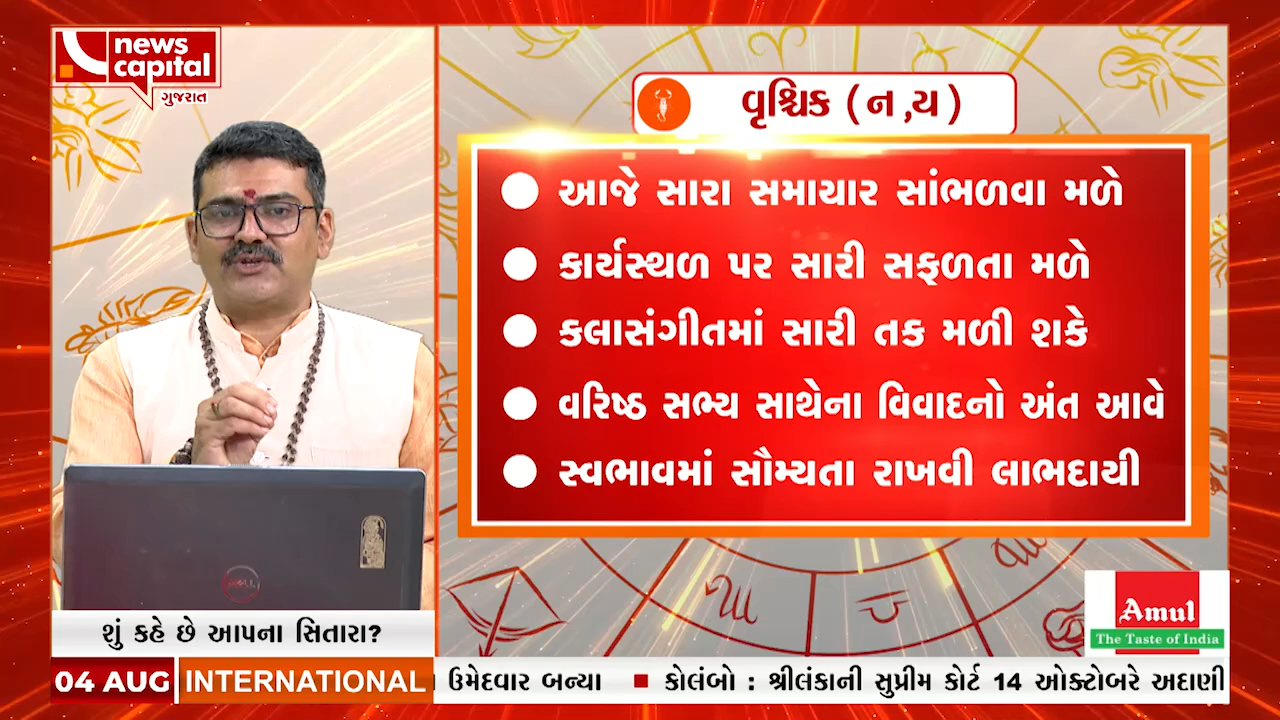 news
capital
ગુજરાત
વૃશ્ચિક (ન ,ય)
આજે સારા સમાચાર સાંભળવા મળે
કાર્યસ્થળ પર સારી સફળતા મળે
કલાસંગીતમાં સારી તક મળી શકે
વરિષ્ઠ સભ્ય સાથેના વિવાદનો અંત આવે
સ્વભાવમાં સૌમ્યતા રાખવી લાભદાયી
DELL
Amul
The Taste of India
શું કહે છે આપના સિતારા?
04 AUG INTERNATIONAL ઉમેદવાર બન્યા ■ કોલંબો : શ્રીલંકાની સુપ્રીમ કોર્ટ 14 ઓક્ટોબરે અદાણી